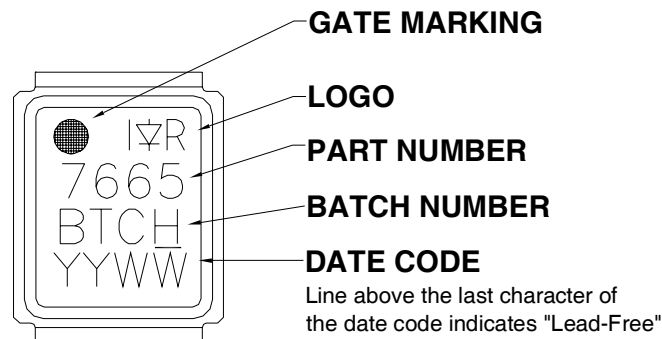 GATE MARKING
LOGO
I R
PART NUMBER
7665
BATCH NUMBER
BTCH
DATE CODE
YYWW
Line above the last character of
the date code indicates "Lead-Free"